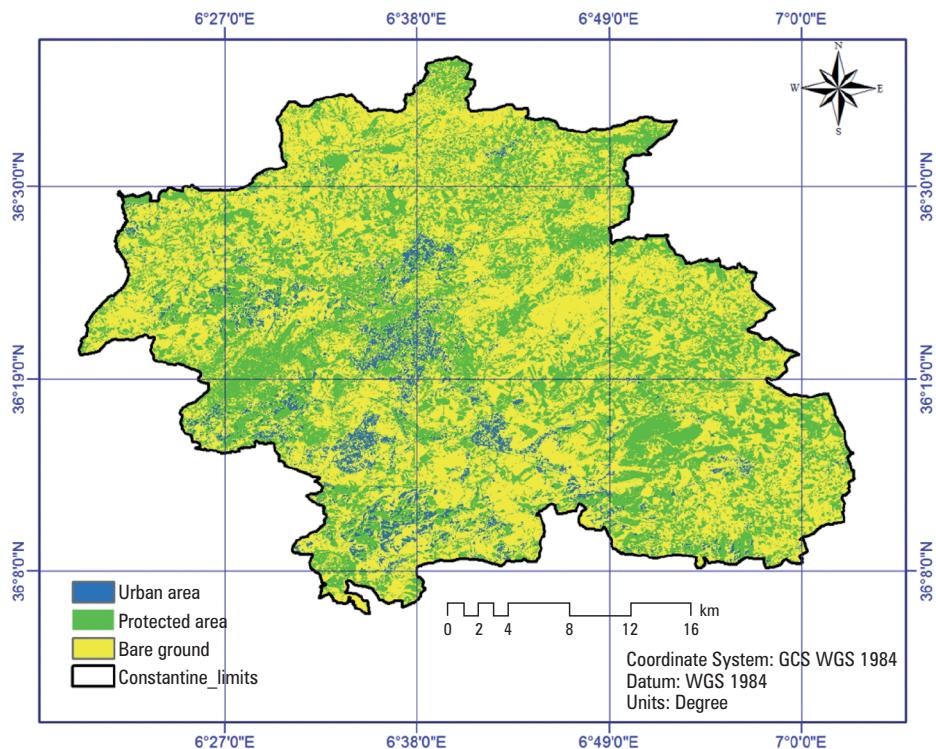 6°27'0"E 6°38'0"E 6°49'0"E 7°0'0"E
N
W E
S
36°30'0"N 36°30'0"N
36°19'0"N 36°19'0"N
36°8'0"N 36°8'0"N
Urban area
Protected area
Bare ground
Constantine_limits
km
0 2 4 8 12 16
Coordinate System: GCS WGS 1984
Datum: WGS 1984
Units: Degree
6°27'0"E 6°38'0"E 6°49'0"E 7°0'0"E